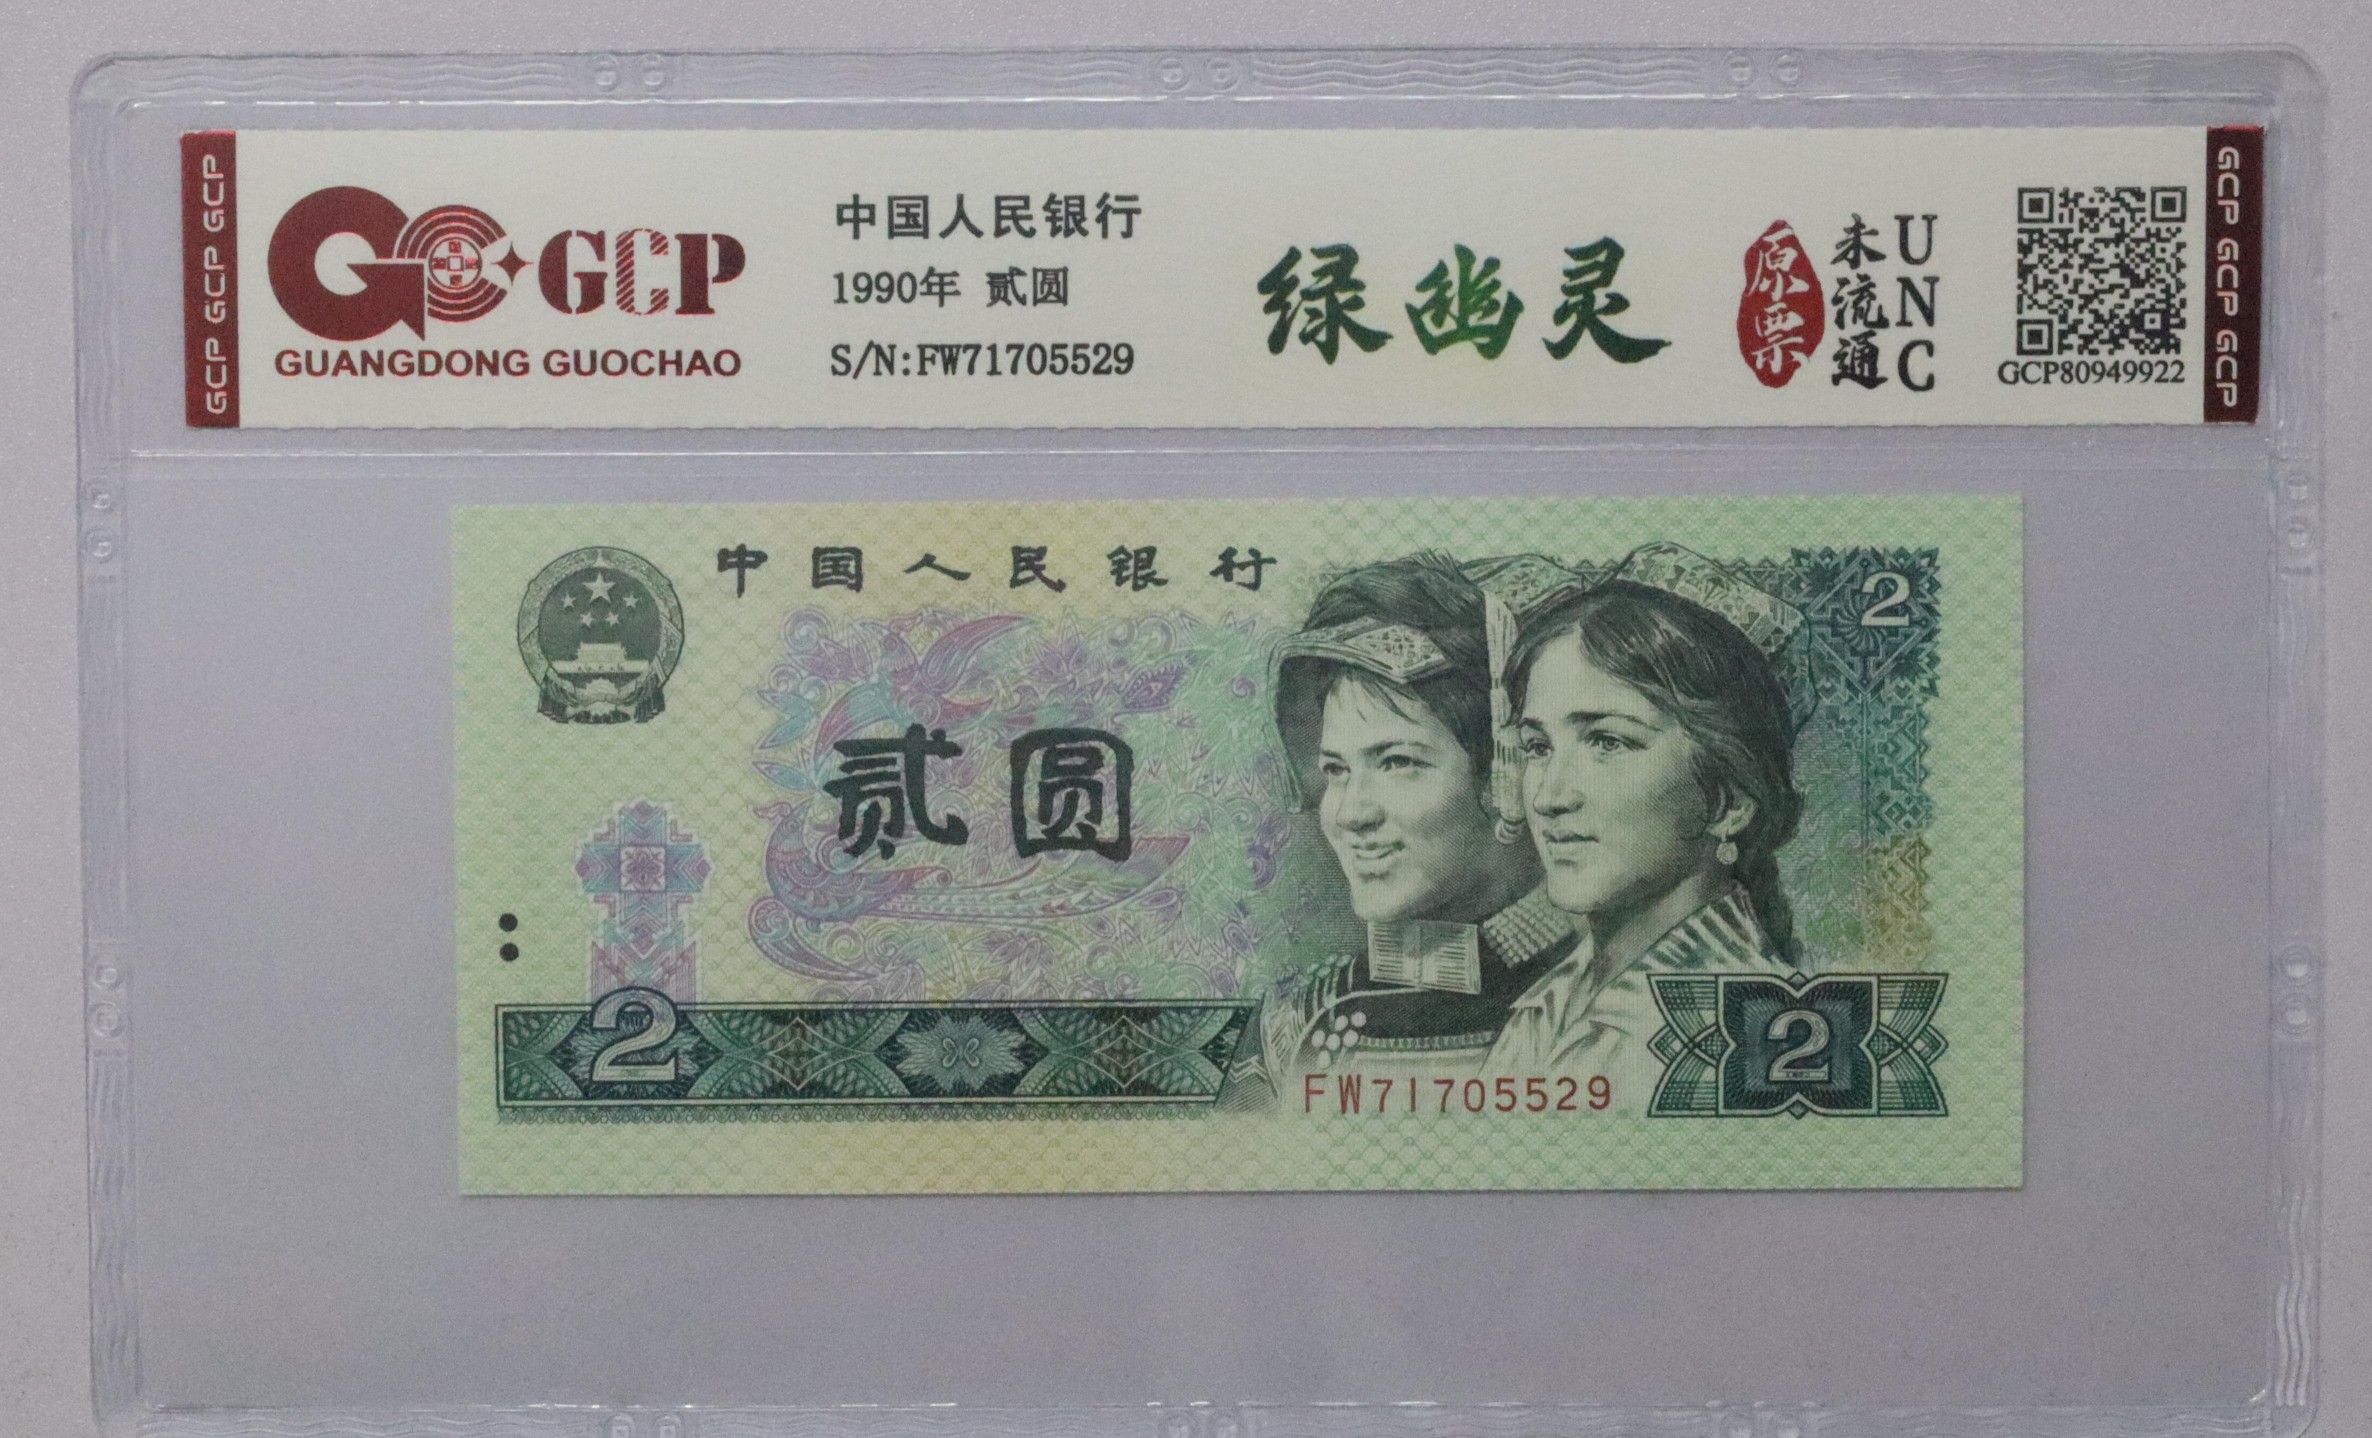 GCP GCP GCP
GCP
GUANGDONG GUOCHAO
中国人民银行
1990年 贰圆
S/N:FW71705529
绿幽灵
原票
未流通
UNC
GCP80949922
GCP GCP GCP
中国人民银行
2
贰圆
2
FW71705529
2